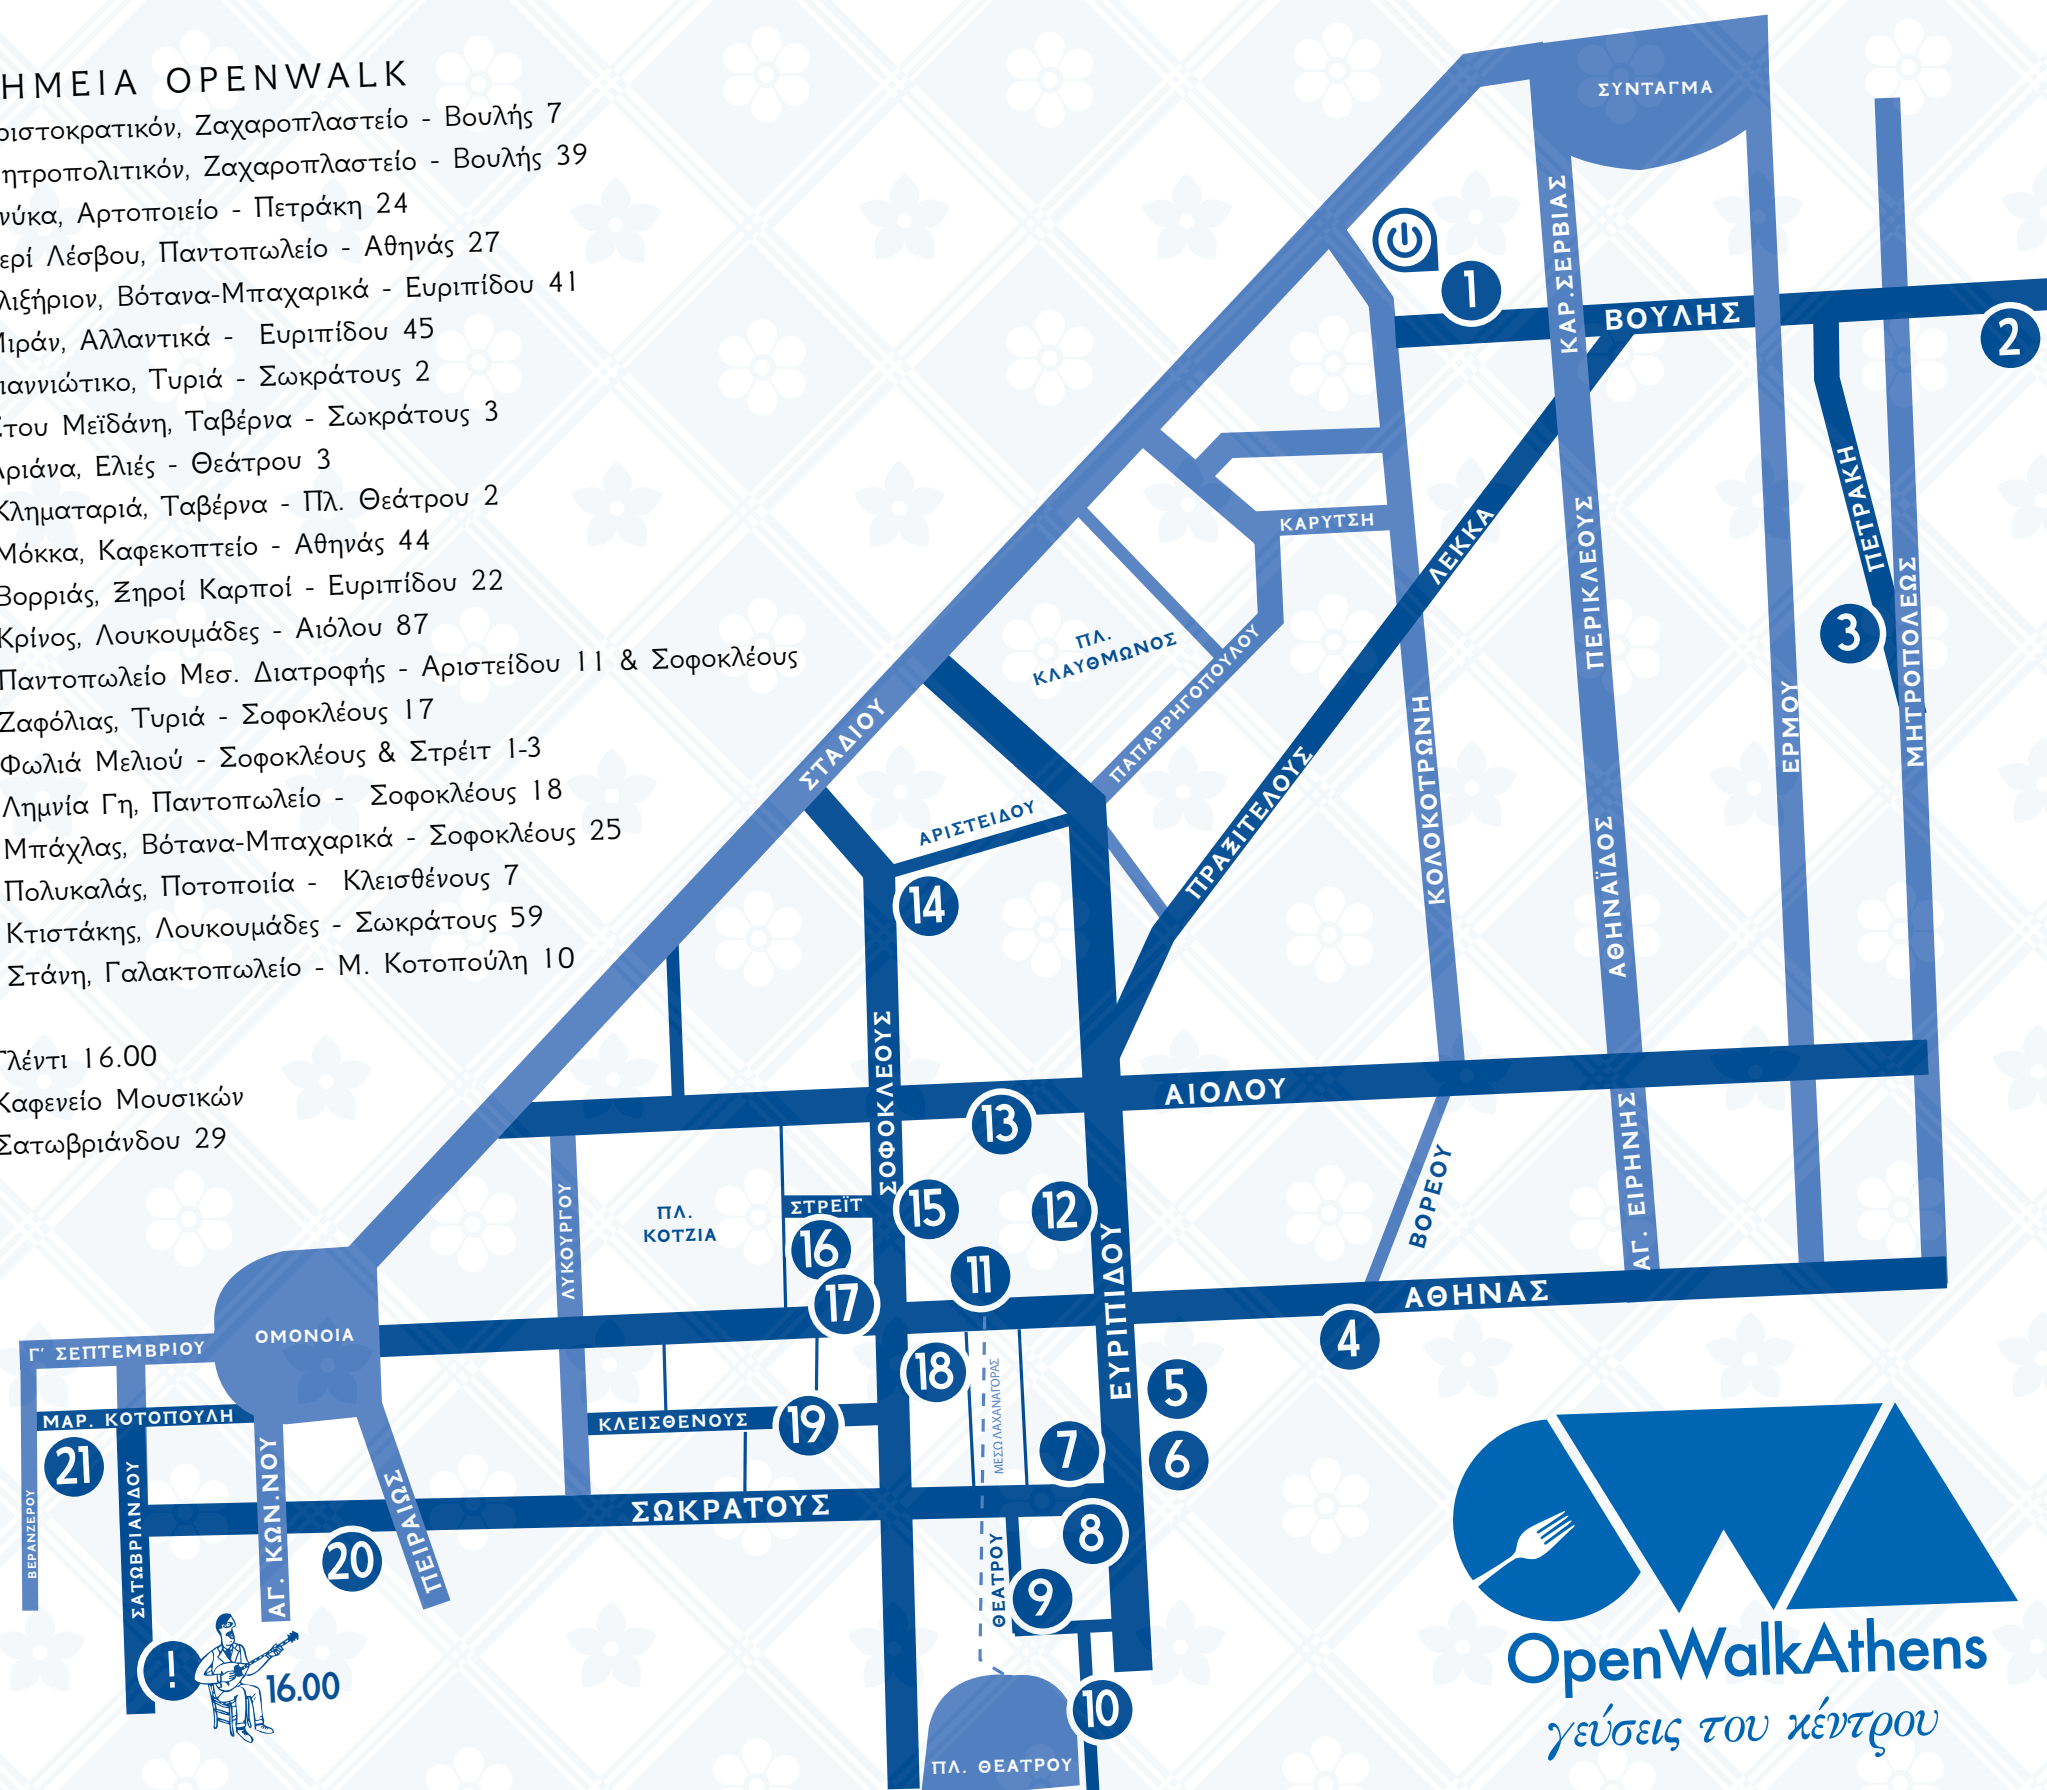 ΗΜΕΙΑ OPENWALK
ριστοκρατικόν, Ζαχαροπλαστείο - Βουλής 7
ητροπολιτικόν, Ζαχαροπλαστείο - Βουλής 39
νύκα, Αρτοποιείο - Πετράκη 24
ερί Λέσβου, Παντοπωλείο - Αθηνάς 27
λιξήριον, Βότανα-Μπαχαρικά - Ευριπίδου 41
Μιράν, Αλλαντικά - Ευριπίδου 45
ιαννιώτικο, Τυριά - Σωκράτους 2
Στου Μεϊδάνη, Ταβέρνα - Σωκράτους 3
Αριάνα, Ελιές - Θεάτρου 3
Κληματαριά, Ταβέρνα - Πλ. Θεάτρου 2
Μόκκα, Καφεκοπτείο - Αθηνάς 44
Βορριάς, Ξηροί Καρποί - Ευριπίδου 22
Κρίνος, Λουκουμάδες - Αιόλου 87
Παντοπωλείο Μεσ. Διατροφής - Αριστείδου 11 & Σοφοκλέους
Ζαφόλιας, Τυριά - Σοφοκλέους 17
Φωλιά Μελιού - Σοφοκλέους & Στρέιτ 1-3
Λημνία Γη, Παντοπωλείο - Σοφοκλέους 18
Μπάχλας, Βότανα-Μπαχαρικά - Σοφοκλέους 25
Πολυκαλάς, Ποτοποιία - Κλεισθένους 7
Κτιστάκης, Λουκουμάδες - Σωκράτους 59
Στάνη, Γαλακτοπωλείο - Μ. Κοτοπούλη 10
Γλέντι 16.00
Καφενείο Μουσικών
Σατωβριάνδου 29
ΣΥΝΤΑΓΜΑ
ΚΑΡ.ΣΕΡΒΙΑΣ
1
ΒΟΥΛΗΣ
2
ΠΕΤΡΑΚΗ
ΛΕΚΚΑ
ΚΑΡΥΤΣΗ
ΠΕΡΙΚΛΕΟΥΣ
3
ΜΗΤΡΟΠΟΛΕΩΣ
ΕΡΜΟΥ
ΠΛ.
ΚΛΑΥΘΜΩΝΟΣ
ΠΑΠΑΡΡΗΓΟΠΟΥΛΟΥ
ΣΤΑΔΙΟΥ
ΠΡΑΞΙΤΕΛΟΥΣ
ΚΟΛΟΚΟΤΡΩΝΗ
ΑΘΗΝΑΪΔΟΣ
ΑΡΙΣΤΕΙΔΟΥ
14
ΣΟΦΟΚΛΕΟΥΣ
ΑΙΟΛΟΥ
13
ΑΓ. ΕΙΡΗΝΗΣ
ΒΟΡΕΟΥ
ΛΥΚΟΥΡΓΟΥ
ΠΛ.
ΚΟΤΖΙΑ
ΣΤΡΕΪΤ
15
12
16
11
17
ΕΥΡΙΠΙΔΟΥ
ΑΘΗΝΑΣ
4
ΟΜΟΝΟΙΑ
Γ' ΣΕΠΤΕΜΒΡΙΟΥ
18
ΜΕΣΩ ΛΑΧΑΝΑΓΟΡΑΣ
5
ΜΑΡ. ΚΟΤΟΠΟΥΛΗ
ΚΛΕΙΣΘΕΝΟΥΣ
19
7
6
21
ΒΕΡΑΝΖΕΡΟΥ
ΣΑΤΩΒΡΙΑΝΔΟΥ
ΑΓ. ΚΩΝ.ΝΟΥ
ΠΕΙΡΑΙΩΣ
ΣΩΚΡΑΤΟΥΣ
20
8
ΘΕΑΤΡΟΥ
9
!
16.00
10
ΠΛ. ΘΕΑΤΡΟΥ
OpenWalkAthens
γεύσεις του κέντρου